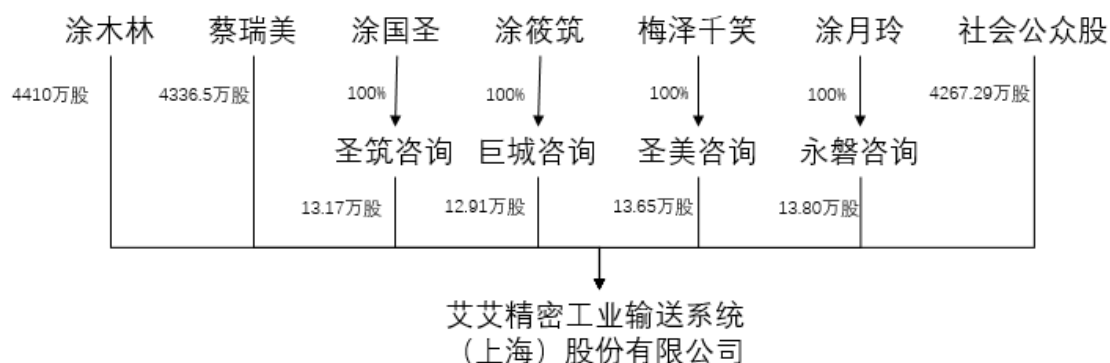 涂木林 蔡瑞美 涂国圣 涂筱筑 梅泽千笑 涂月玲 社会公众股
4410万股 4336.5万股 100% 100% 100% 100% 4267.29万股
圣筑咨询 巨城咨询 圣美咨询 永磐咨询
13.17万股 12.91万股 13.65万股 13.80万股
艾艾精密工业输送系统
（上海）股份有限公司